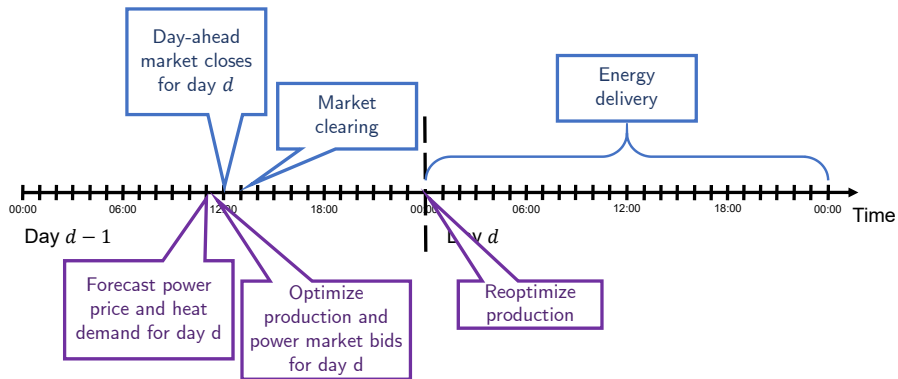 Day-ahead
market closes
for day d
Market
clearing
Energy
delivery
00:00 06:00 12:00 18:00 00:00 06:00 12:00 18:00 00:00
Time
Day d − 1
Day d
Forecast power
price and heat
demand for day d
Optimize
production and
power market bids
for day d
Reoptimize
production